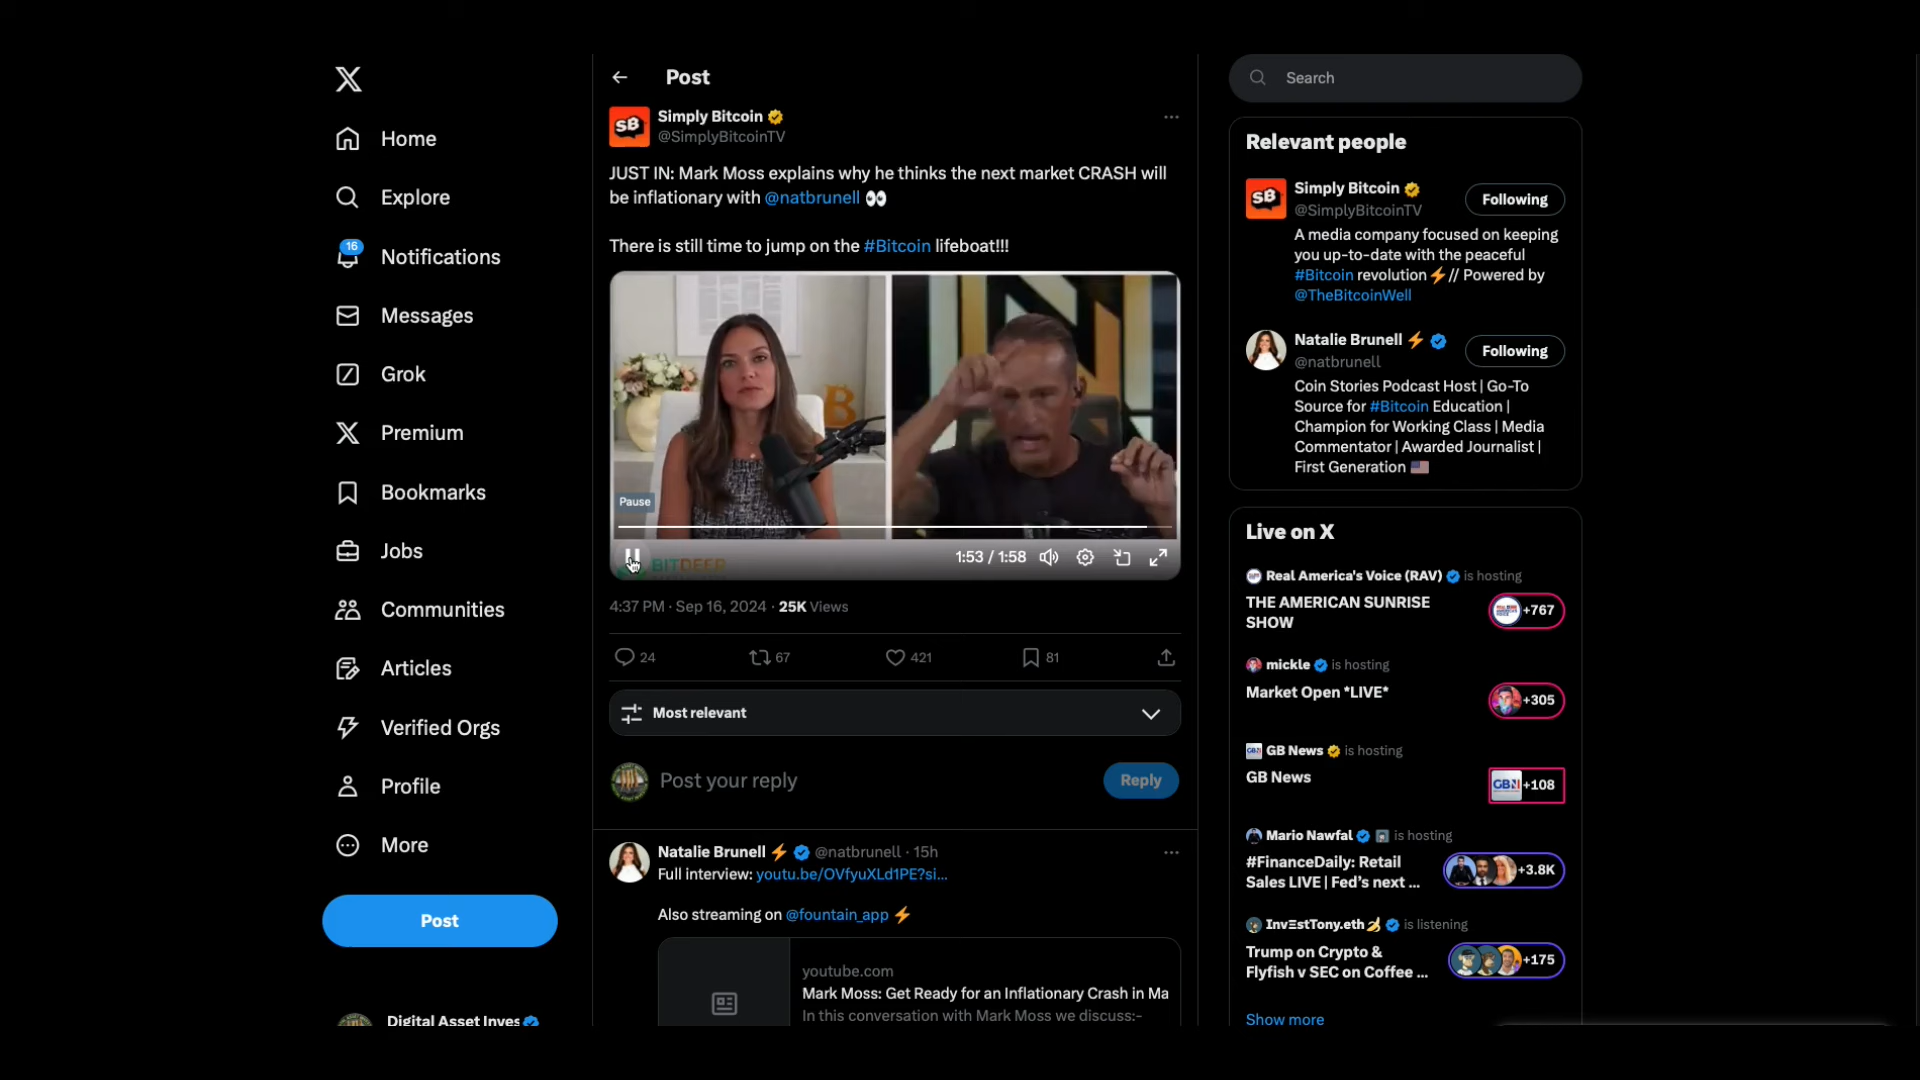 Home
Explore
16
Notifications
Messages
Grok
Premium
Bookmarks
Jobs
Communities
Articles
Verified Orgs
Profile
More
Post
Digital Asset Inves
Post
SB
Simply Bitcoin
@SimplyBitcoinTV
JUST IN: Mark Moss explains why he thinks the next market CRASH will
be inflationary with @natbrunell 👀
There is still time to jump on the #Bitcoin lifeboat!!!
Pause
BITDEER
1:53 / 1:58
4:37 PM · Sep 16, 2024 · 25K Views
24
67
421
81
Most relevant
Post your reply
Reply
Natalie Brunell ⚡ @natbrunell · 15h
Full interview: youtu.be/OVfyuXLd1PE?si...
Also streaming on @fountain_app ⚡
youtube.com
Mark Moss: Get Ready for an Inflationary Crash in Ma
In this conversation with Mark Moss we discuss:-
Search
Relevant people
SB
Simply Bitcoin
@SimplyBitcoinTV
Following
A media company focused on keeping
you up-to-date with the peaceful
#Bitcoin revolution⚡// Powered by
@TheBitcoinWell
Natalie Brunell ⚡
@natbrunell
Following
Coin Stories Podcast Host | Go-To
Source for #Bitcoin Education |
Champion for Working Class | Media
Commentator | Awarded Journalist |
First Generation 🇺🇸
Live on X
Real America's Voice (RAV) is hosting
THE AMERICAN SUNRISE
SHOW
+767
mickle is hosting
Market Open *LIVE*
+305
GBN GB News is hosting
GB News
GBN +108
Mario Nawfal is hosting
#FinanceDaily: Retail
Sales LIVE | Fed's next ...
+3.8K
InvΞstTony.eth🍌 is listening
Trump on Crypto &
Flyfish v SEC on Coffee ...
+175
Show more